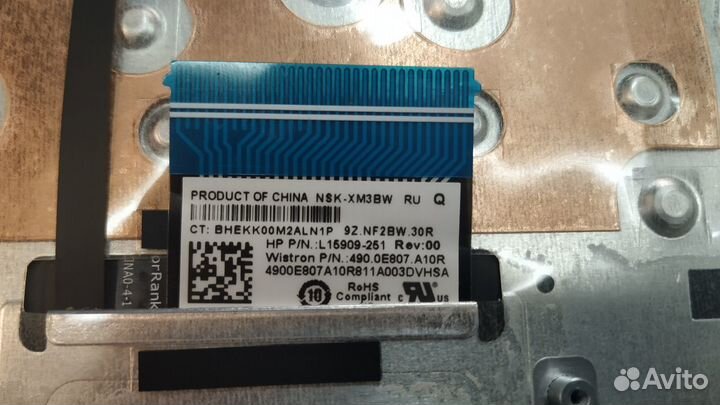 PRODUCT OF CHINA NSK-XM3BW RU Q
CT: BHEKK00M2ALN1P 9Z.NF2BW.30R
HP P/N.:L15909-251 Rev:00
Wistron P/N.:490.0E807.A10R
4900E807A10R811A003DVHSA
10
RoHS
Compliant
c US
Avito